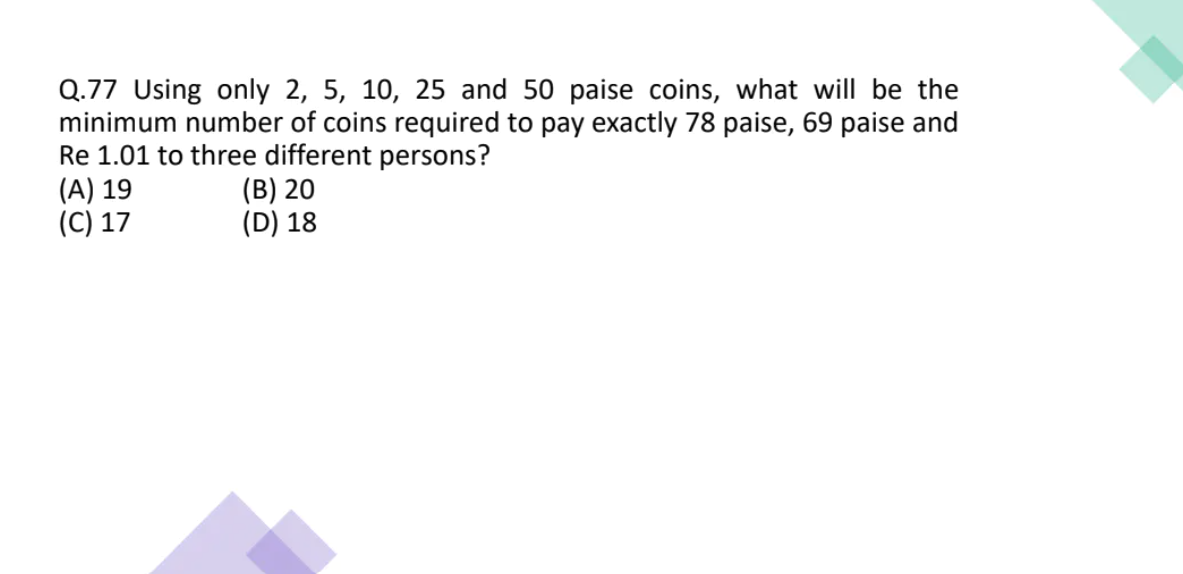 Q.77 Using only 2, 5, 10, 25 and 50 paise coins, what will be the
minimum number of coins required to pay exactly 78 paise, 69 paise and
Re 1.01 to three different persons?
(A) 19 (B) 20
(C) 17 (D) 18